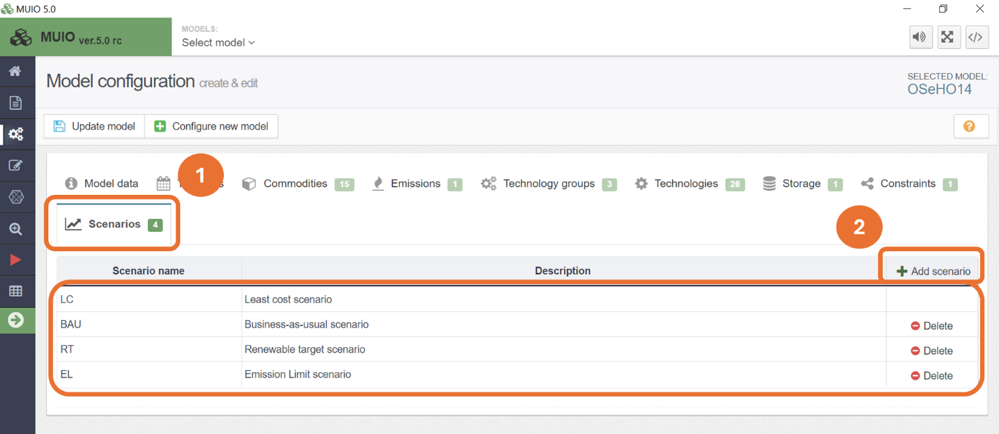 MUIO 5.0
MUIO ver.5.0 rc
MODELS:
Select model
Model configuration create & edit
SELECTED MODEL:
OSeHO14
Update model
Configure new model
1
Model data
Commodities 15
Emissions 1
Technology groups 3
Technologies 28
Storage 1
Constraints 1
Scenarios 4
2
Scenario name
Description
Add scenario
LC
Least cost scenario
BAU
Business-as-usual scenario
Delete
RT
Renewable target scenario
Delete
EL
Emission Limit scenario
Delete